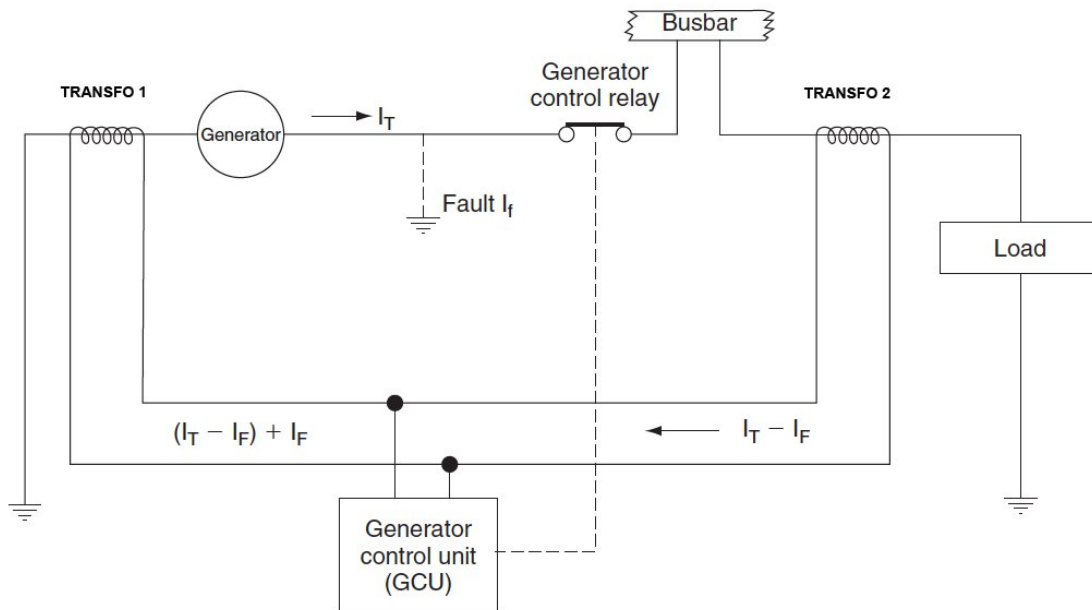 Busbar
TRANSFO 1
Generator
control relay
TRANSFO 2
I_T
Generator
Fault I_f
Load
(I_T − I_F) + I_F
I_T − I_F
Generator
control unit
(GCU)